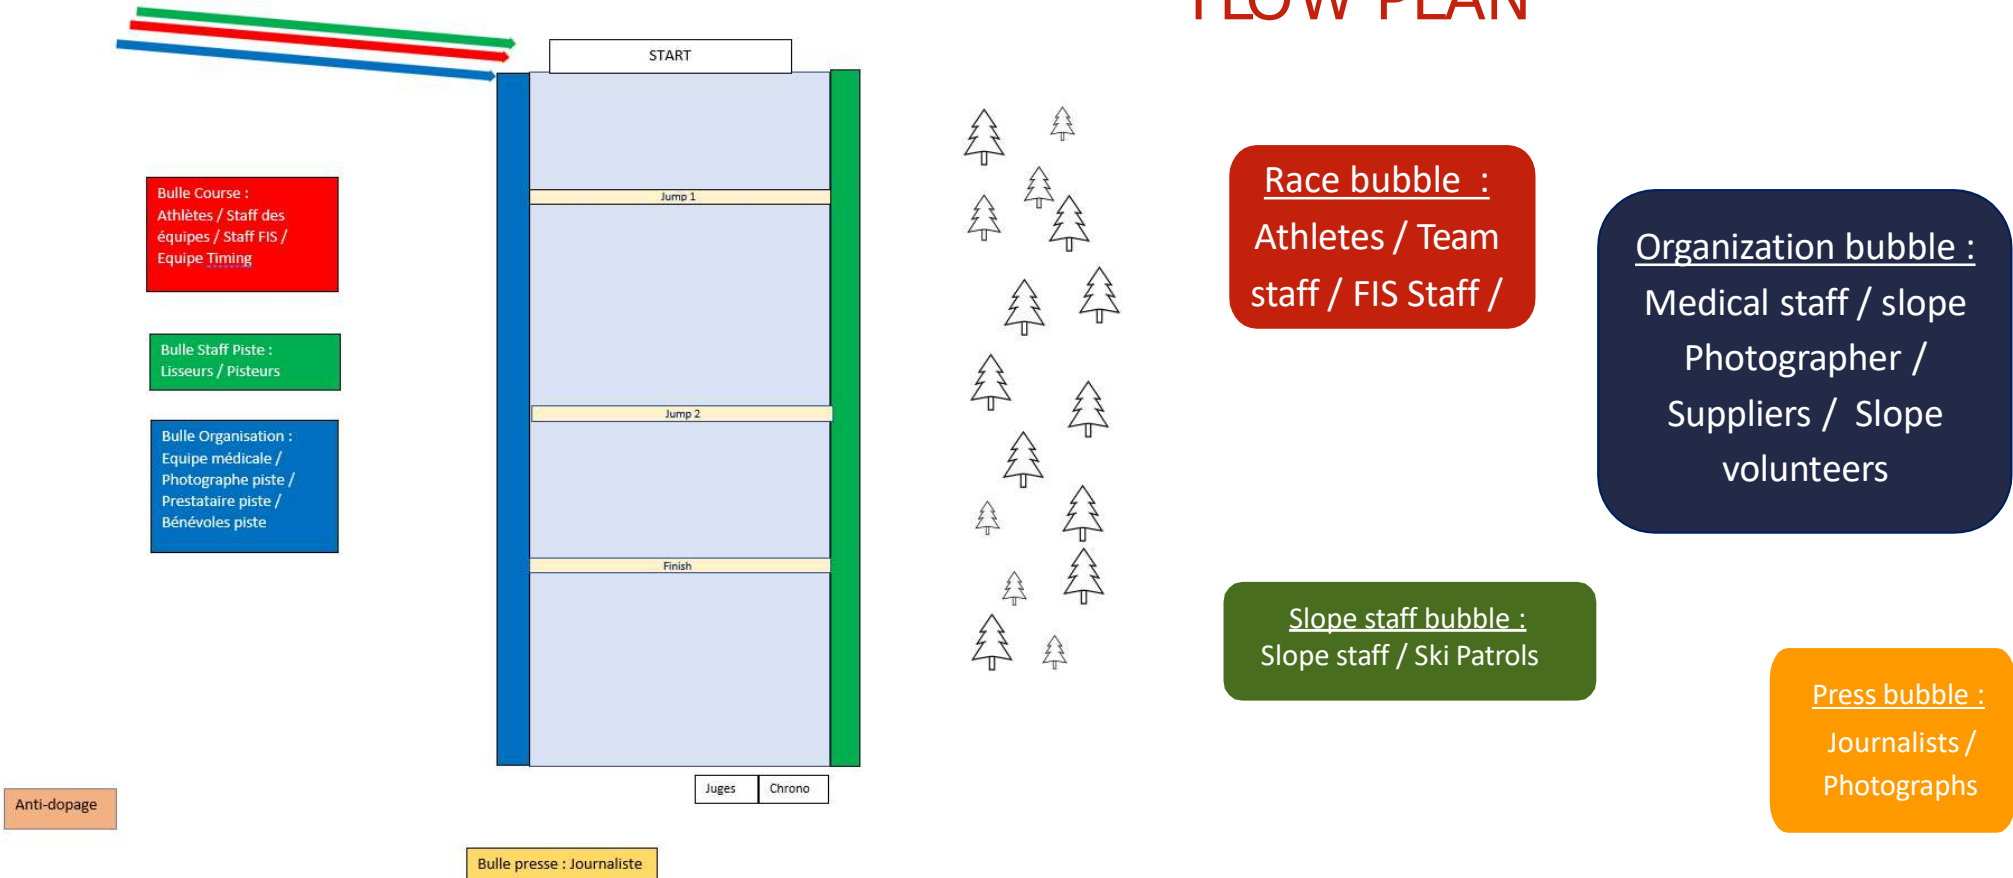 FLOW PLAN
START
Jump 1
Jump 2
Finish
Juges
Chrono
Bulle Course :
Athlètes / Staff des
équipes / Staff FIS /
Equipe Timing
Bulle Staff Piste :
Lisseurs / Pisteurs
Bulle Organisation :
Equipe médicale /
Photographe piste /
Prestataire piste /
Bénévoles piste
Anti-dopage
Bulle presse : Journaliste
Race bubble :
Athletes / Team
staff / FIS Staff /
Organization bubble :
Medical staff / slope
Photographer /
Suppliers / Slope
volunteers
Slope staff bubble :
Slope staff / Ski Patrols
Press bubble :
Journalists /
Photographs